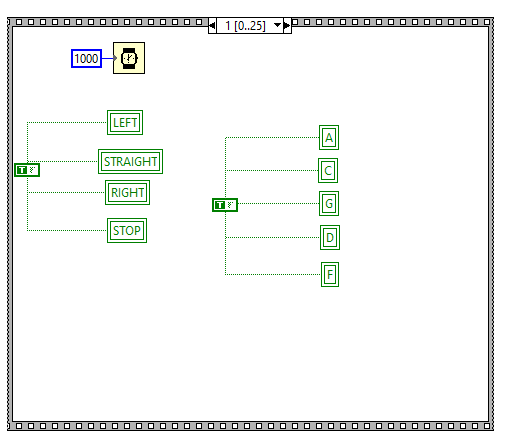 1 [0..25]
1000
LEFT
STRAIGHT
T F
RIGHT
STOP
A
C
T F
G
D
F